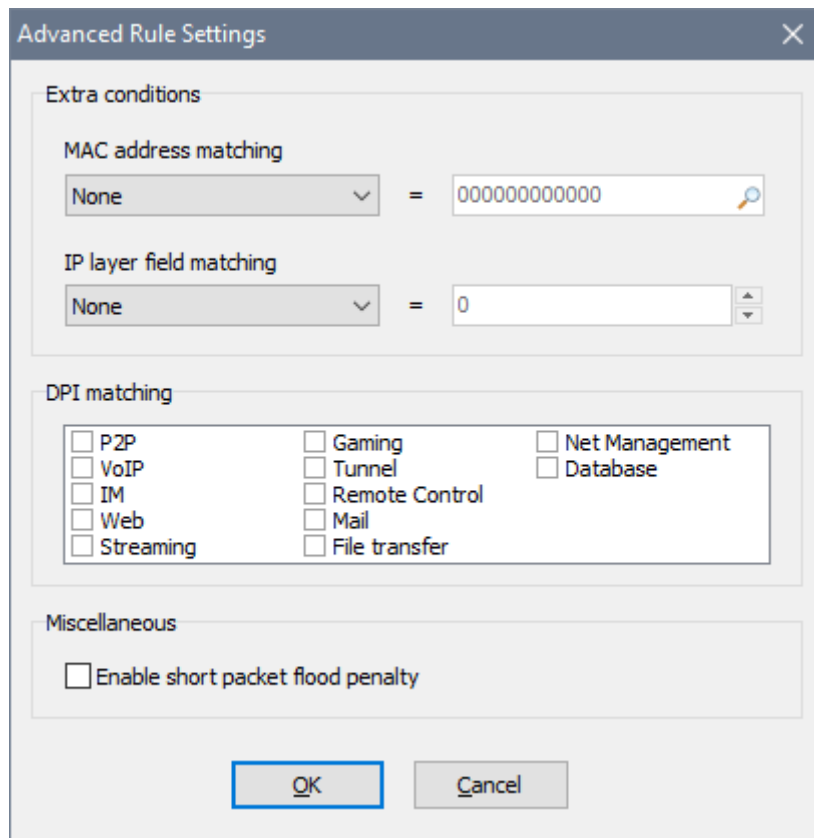 Advanced Rule Settings
Extra conditions
MAC address matching
None = 000000000000
IP layer field matching
None = 0
DPI matching
P2P Gaming Net Management
VoIP Tunnel Database
IM Remote Control
Web Mail
Streaming File transfer
Miscellaneous
Enable short packet flood penalty
OK Cancel